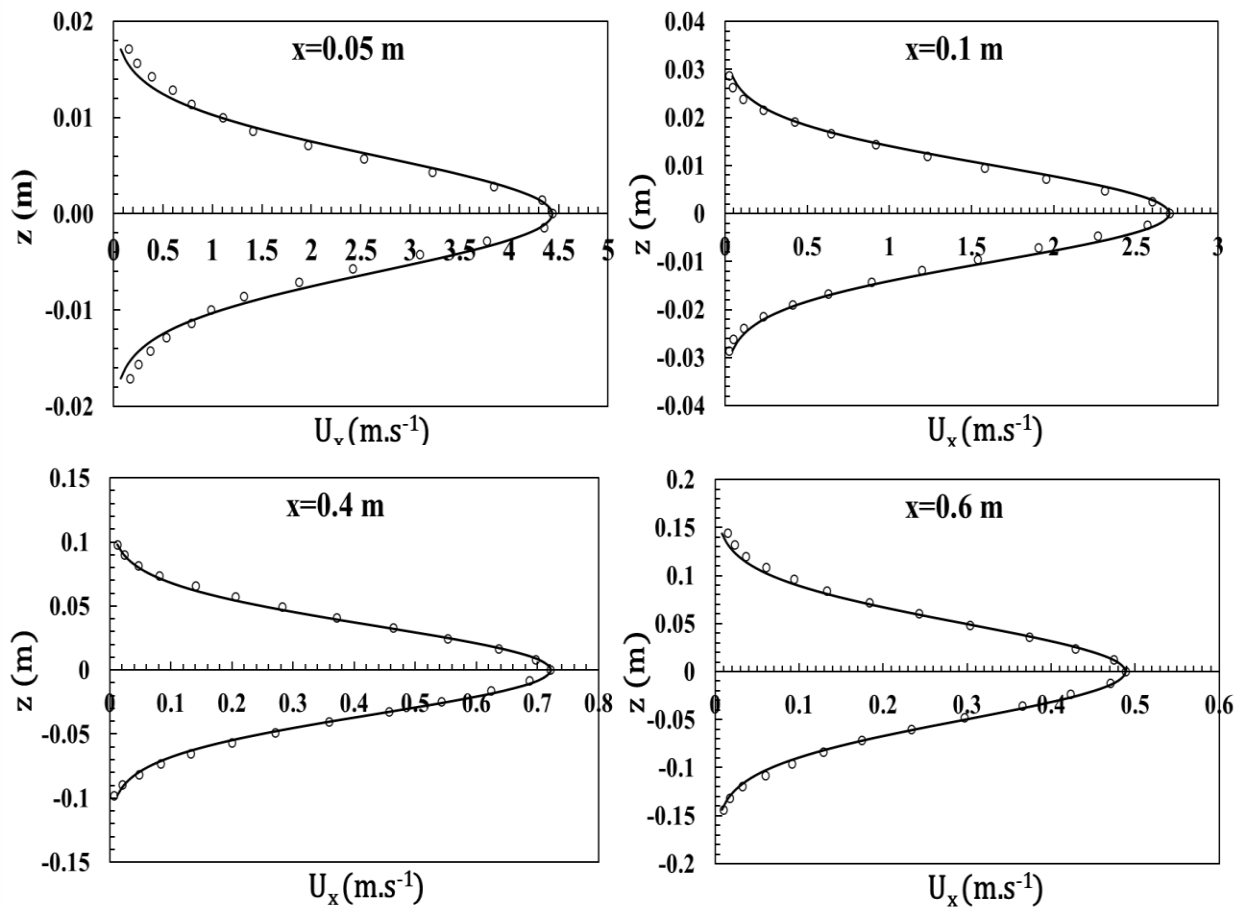 x=0.05 m
0.02
0.01
0.00
-0.01
-0.02
z (m)
0 0.5 1 1.5 2 2.5 3 3.5 4 4.5 5
Uₓ(m.s⁻¹)
x=0.1 m
0.04
0.03
0.02
0.01
0
-0.01
-0.02
-0.03
-0.04
z (m)
0 0.5 1 1.5 2 2.5 3
Uₓ(m.s⁻¹)
x=0.4 m
0.15
0.1
0.05
0
-0.05
-0.1
-0.15
z (m)
0 0.1 0.2 0.3 0.4 0.5 0.6 0.7 0.8
Uₓ(m.s⁻¹)
x=0.6 m
0.2
0.15
0.1
0.05
0
-0.05
-0.1
-0.15
-0.2
z (m)
0 0.1 0.2 0.3 0.4 0.5 0.6
Uₓ(m.s⁻¹)